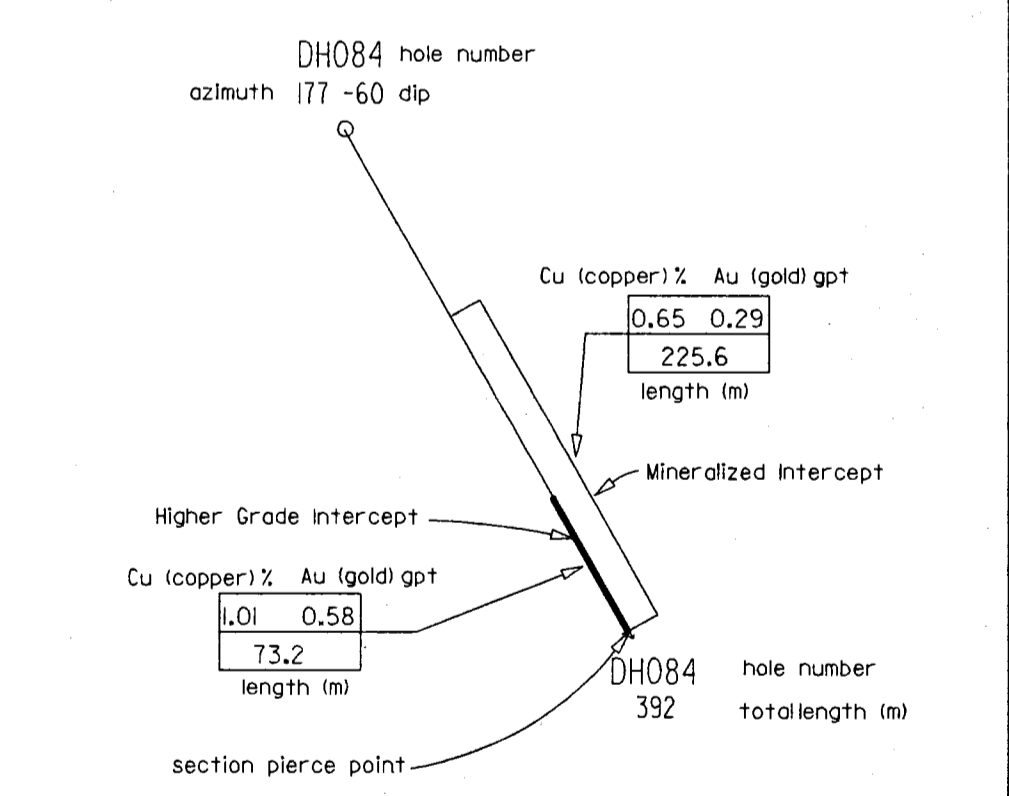 DH084 hole number
azimuth 177 -60 dip
Cu (copper) % Au (gold) gpt
0.65 0.29
225.6
length (m)
Mineralized Intercept
Higher Grade Intercept
Cu (copper) % Au (gold) gpt
1.01 0.58
73.2
length (m)
DH084 hole number
392 total length (m)
section pierce point